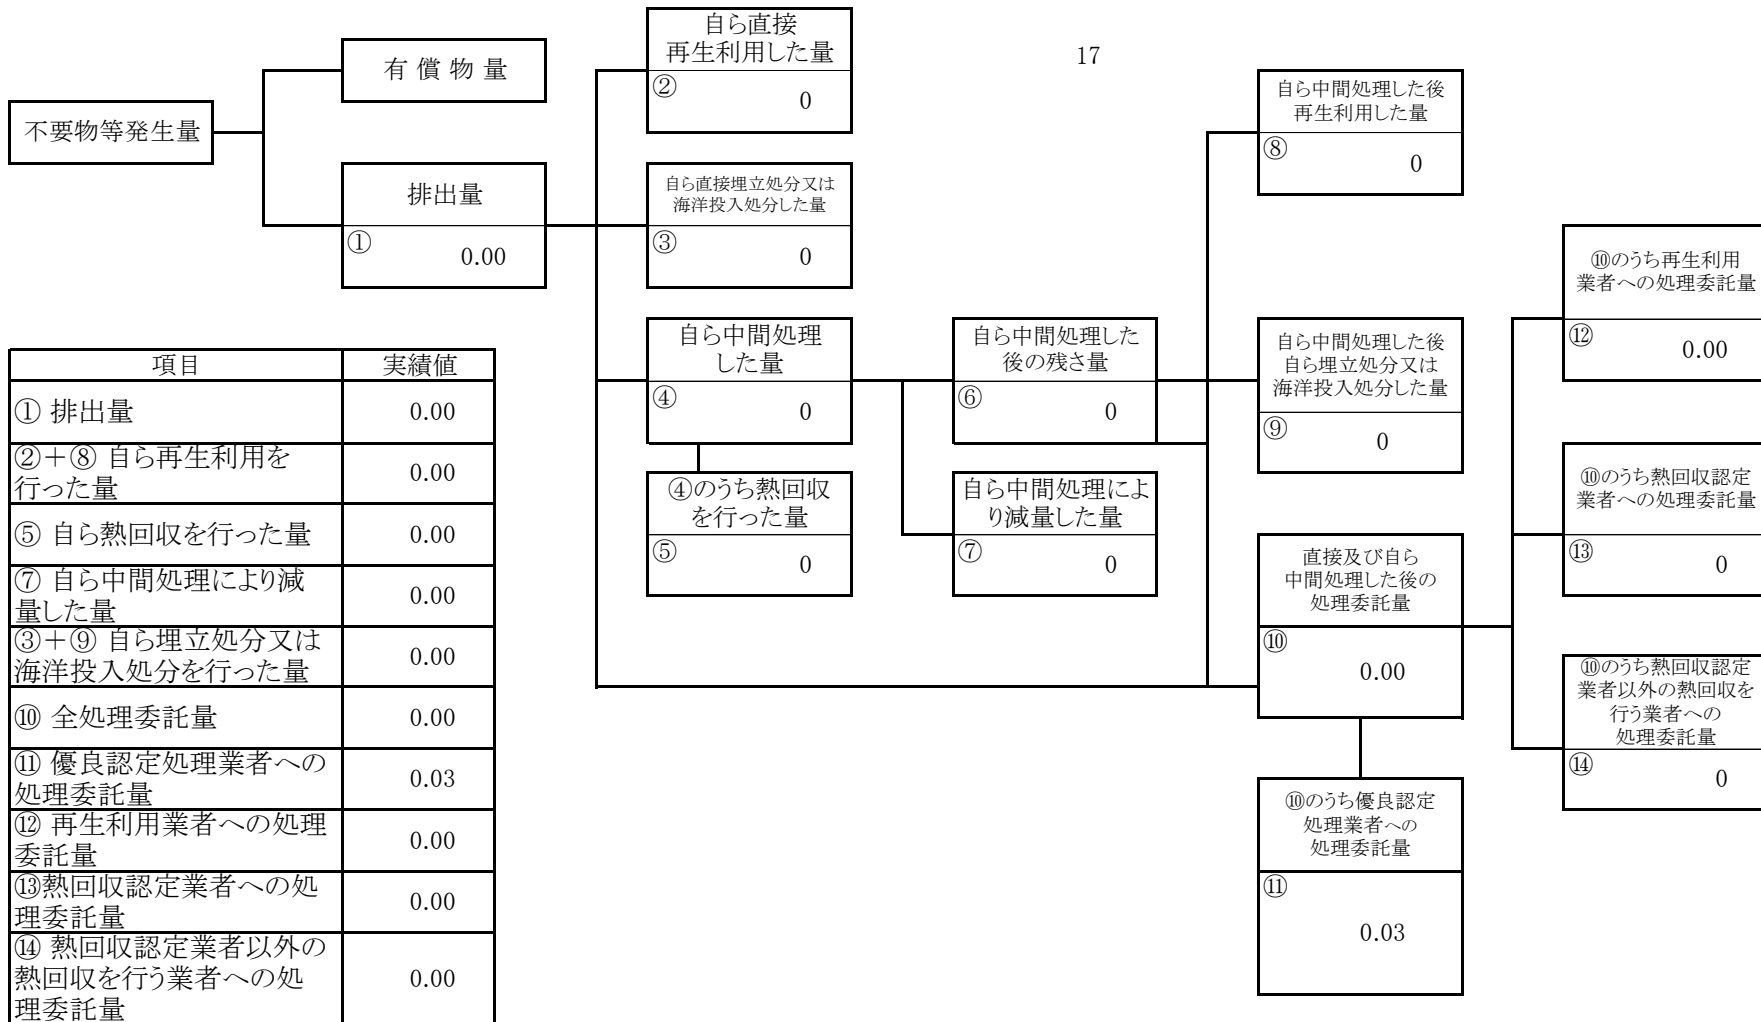 17
不要物等発生量
有 償 物 量
排出量
①
0.00
自ら直接
再生利用した量
②
0
自ら直接埋立処分又は
海洋投入処分した量
③
0
自ら中間処理
した量
④
0
④のうち熱回収
を行った量
⑤
0
自ら中間処理した
後の残さ量
⑥
0
自ら中間処理によ
り減量した量
⑦
0
自ら中間処理した後
再生利用した量
⑧
0
自ら中間処理した後
自ら埋立処分又は
海洋投入処分した量
⑨
0
直接及び自ら
中間処理した後の
処理委託量
⑩
0.00
⑩のうち優良認定
処理業者への
処理委託量
⑪
0.03
⑩のうち再生利用
業者への処理委託量
⑫
0.00
⑩のうち熱回収認定
業者への処理委託量
⑬
0
⑩のうち熱回収認定
業者以外の熱回収を
行う業者への
処理委託量
⑭
0
項目 実績値
① 排出量 0.00
②＋⑧ 自ら再生利用を
行った量 0.00
⑤ 自ら熱回収を行った量 0.00
⑦ 自ら中間処理により減
量した量 0.00
③＋⑨ 自ら埋立処分又は
海洋投入処分を行った量 0.00
⑩ 全処理委託量 0.00
⑪ 優良認定処理業者への
処理委託量 0.03
⑫ 再生利用業者への処理
委託量 0.00
⑬熱回収認定業者への処
理委託量 0.00
⑭ 熱回収認定業者以外の
熱回収を行う業者への処
理委託量 0.00